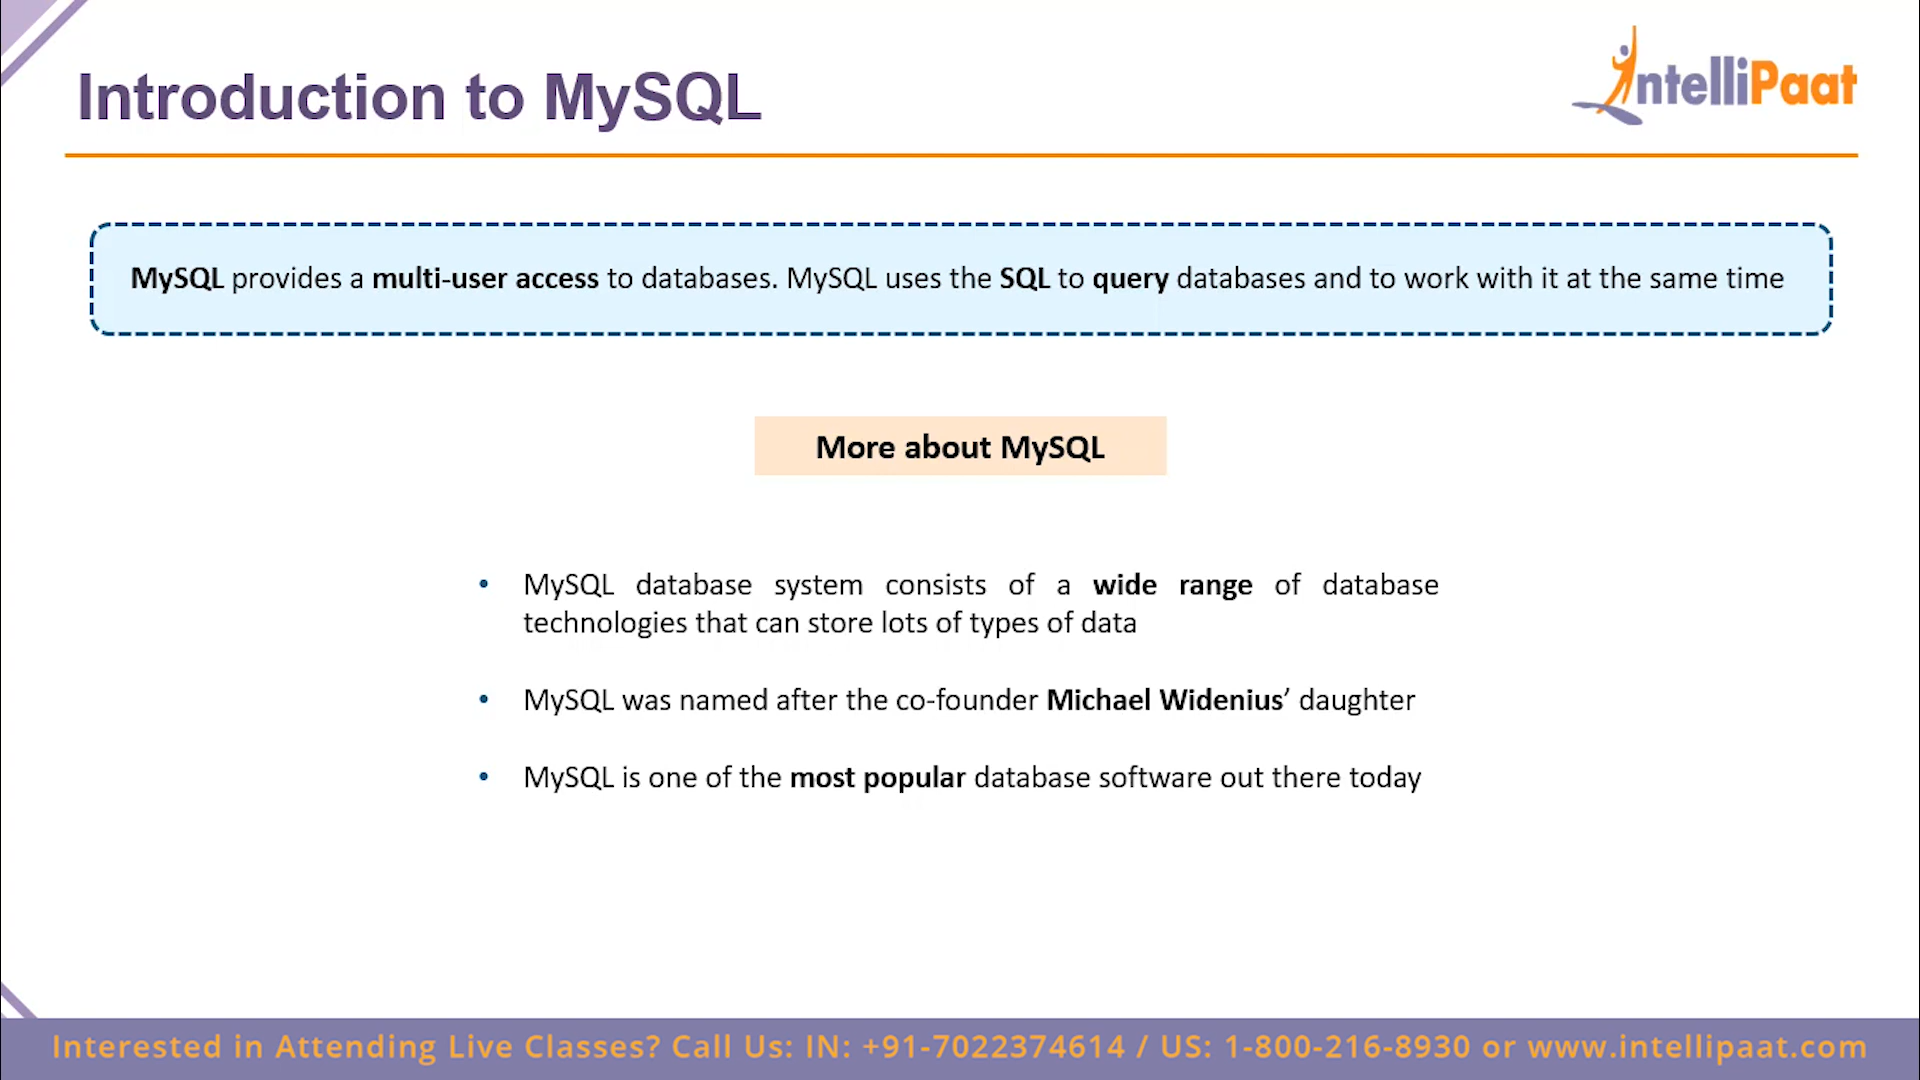 Introduction to MySQL
IntelliPaat
MySQL provides a multi-user access to databases. MySQL uses the SQL to query databases and to work with it at the same time
More about MySQL
• MySQL database system consists of a wide range of database
technologies that can store lots of types of data
• MySQL was named after the co-founder Michael Widenius’ daughter
• MySQL is one of the most popular database software out there today
Interested in Attending Live Classes? Call Us: IN: +91-7022374614 / US: 1-800-216-8930 or www.intellipaat.com